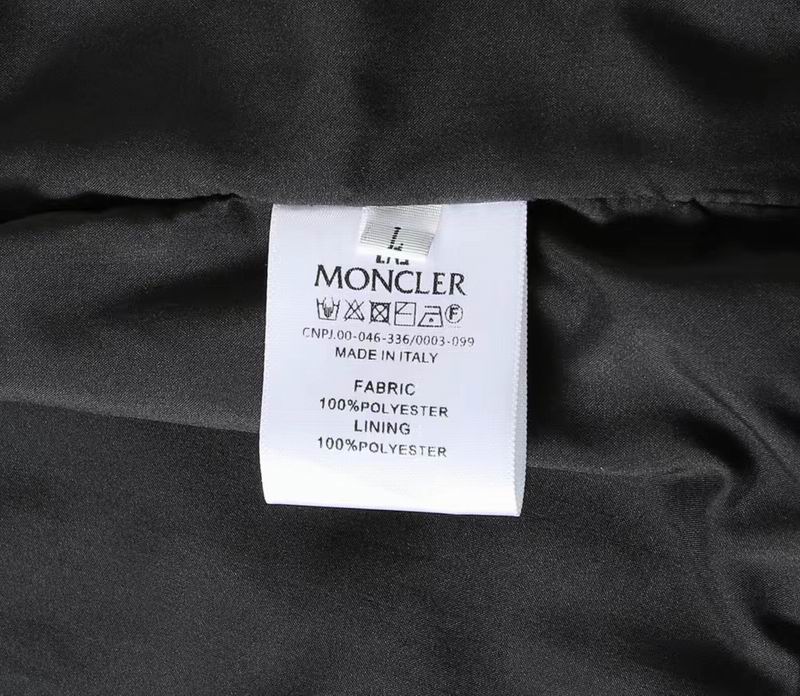 L
MONCLER
CNPJ.00-046-336/0003-099
MADE IN ITALY
FABRIC
100%POLYESTER
LINING
100%POLYESTER